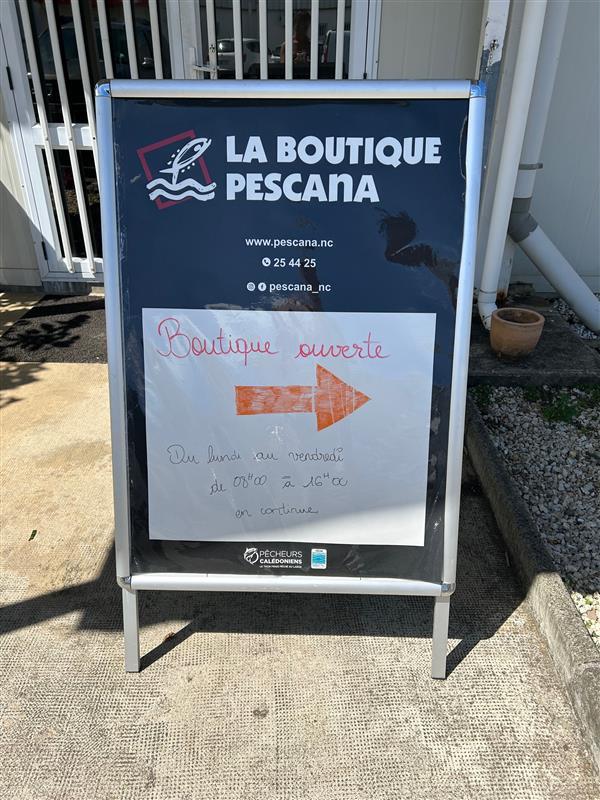 LA BOUTIQUE
PESCANA
www.pescana.nc
25 44 25
pescana_nc
Boutique ouverte
Du lundi au vendredi
de 08H00 à 16H00
en continue
PÊCHEURS
CALÉDONIENS